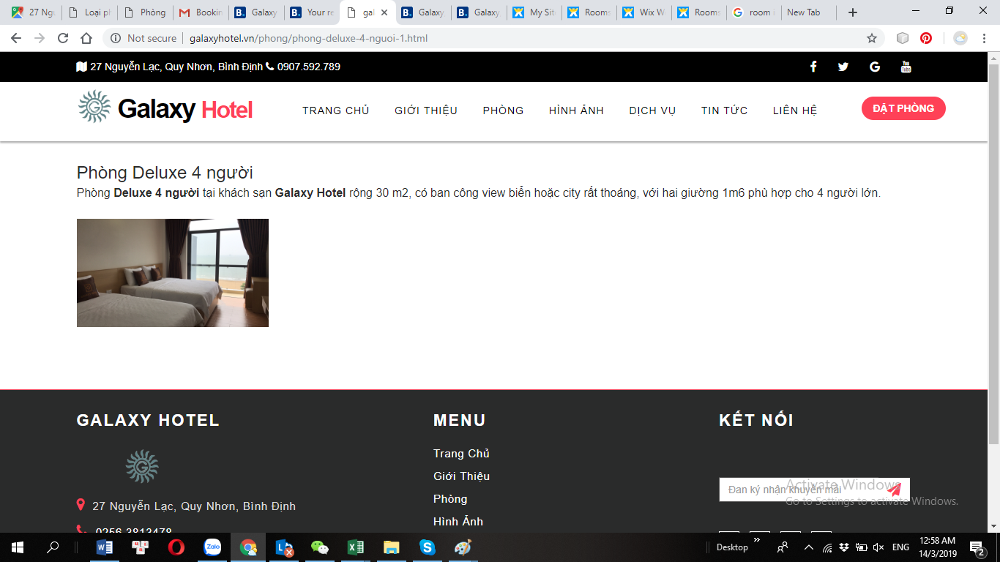 27 Ngu
Loại ph
Phòng
Bookin
Galaxy
Your re
gal
Galaxy
Galaxy
My Site
Rooms
Wix W
Rooms
room i
New Tab
Not secure
galaxyhotel.vn/phong/phong-deluxe-4-nguoi-1.html
27 Nguyễn Lạc, Quy Nhơn, Bình Định 0907.592.789
You Tube
Galaxy Hotel
TRANG CHỦ
GIỚI THIỆU
PHÒNG
HÌNH ẢNH
DỊCH VỤ
TIN TỨC
LIÊN HỆ
ĐẶT PHÒNG
Phòng Deluxe 4 người
Phòng Deluxe 4 người tại khách sạn Galaxy Hotel rộng 30 m2, có ban công view biển hoặc city rất thoáng, với hai giường 1m6 phù hợp cho 4 người lớn.
GALAXY HOTEL
G
27 Nguyễn Lạc, Quy Nhơn, Bình Định
0256.3813478
MENU
Trang Chủ
Giới Thiệu
Phòng
Hình Ảnh
KẾT NỐI
Đan ký nhận khuyến mãi
Activate Windows
Go to Settings to activate Windows.
Zalo
Desktop
ENG
12:58 AM
14/3/2019
2